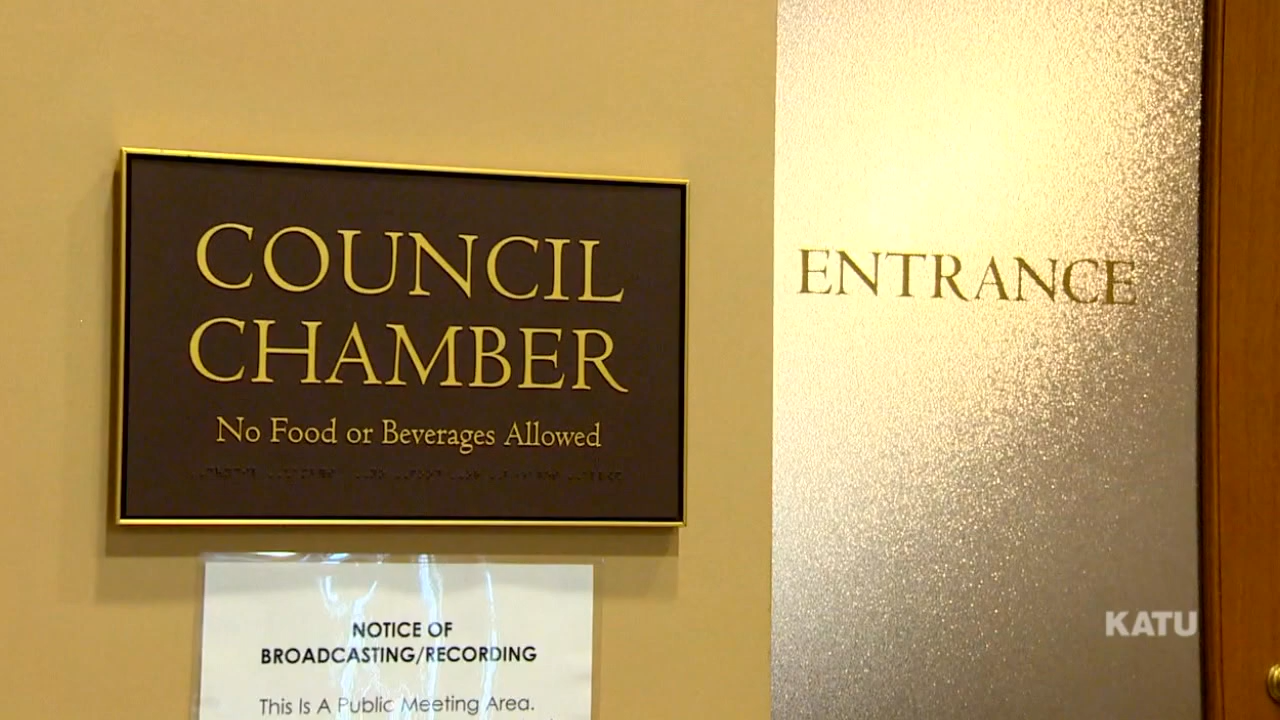 COUNCIL
CHAMBER
No Food or Beverages Allowed
NOTICE OF
BROADCASTING/RECORDING
This Is A Public Meeting Area.
ENTRANCE
KATU